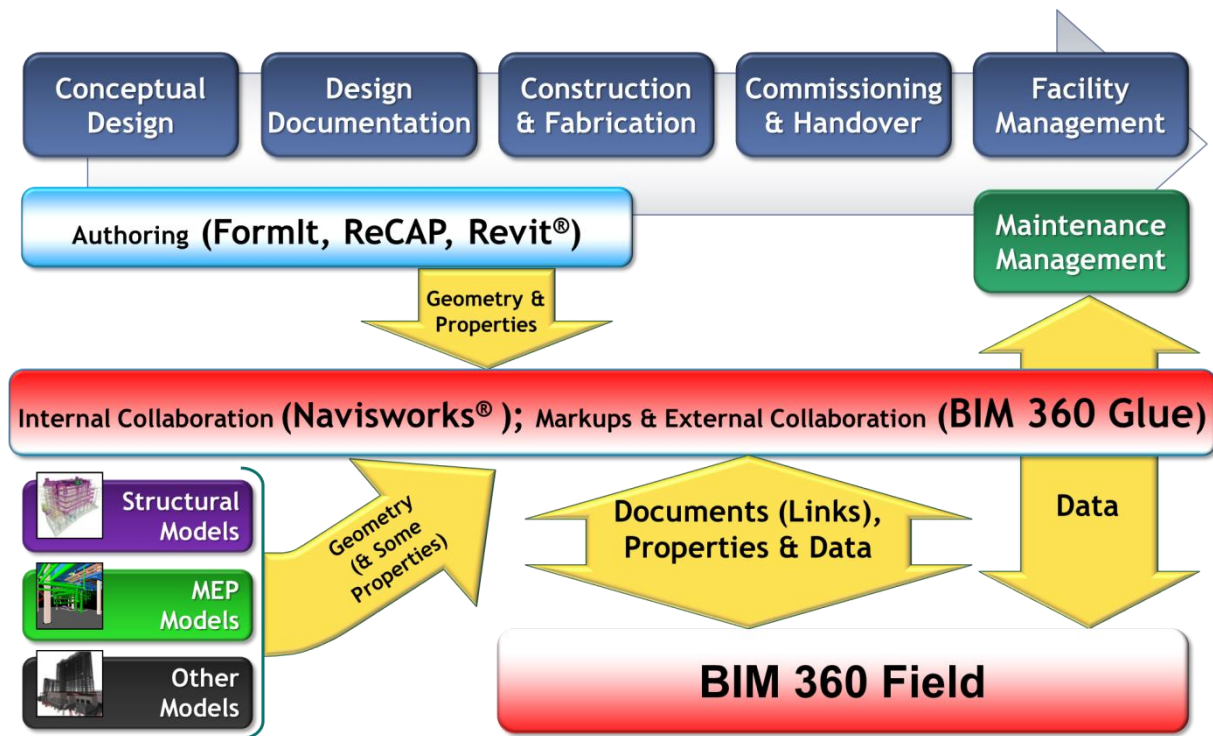 Conceptual
Design
Design
Documentation
Construction
& Fabrication
Commissioning
& Handover
Facility
Management
Authoring (FormIt, ReCAP, Revit®)
Maintenance
Management
Geometry &
Properties
Internal Collaboration (Navisworks® ); Markups & External Collaboration (BIM 360 Glue)
Structural
Models
MEP
Models
Other
Models
Geometry
(& Some
Properties)
Documents (Links),
Properties & Data
Data
BIM 360 Field